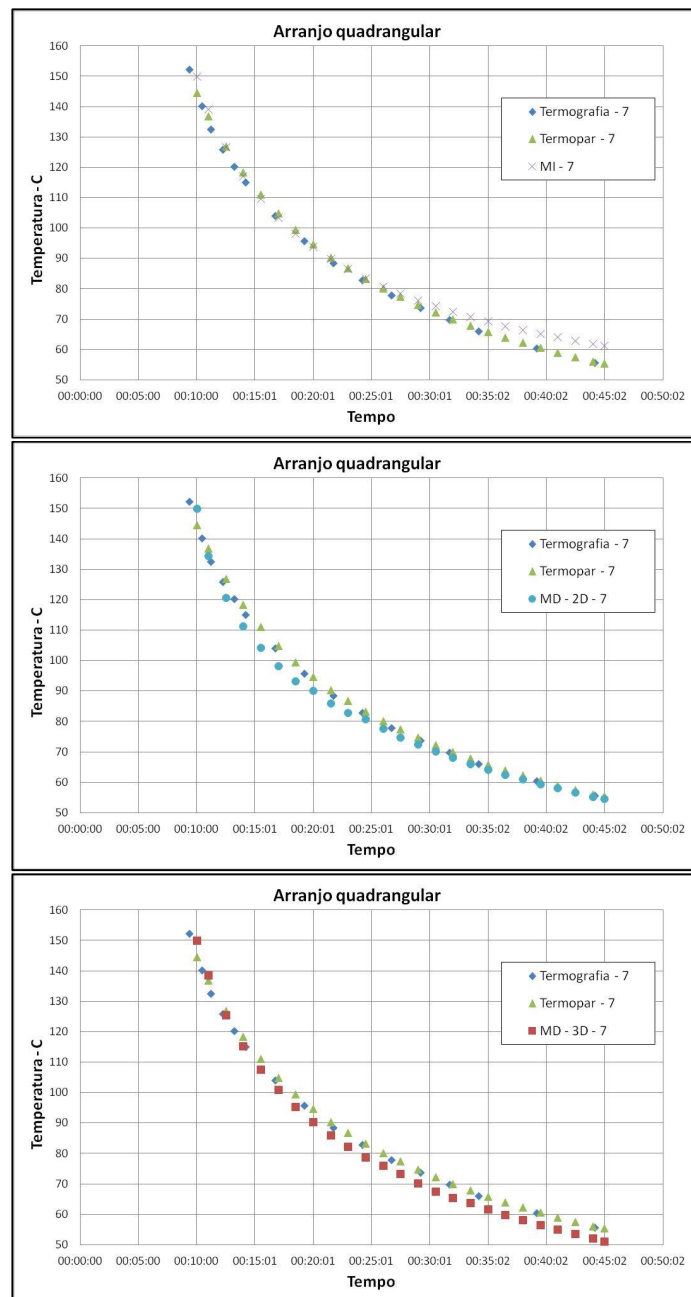 Arranjo quadrangular
160
150
140
130
120
110
100
90
80
70
60
50
Temperatura - C
Termografia - 7
Termopar - 7
MI - 7
00:00:00 00:05:00 00:10:00 00:15:01 00:20:01 00:25:01 00:30:01 00:35:02 00:40:02 00:45:02 00:50:02
Tempo
Arranjo quadrangular
160
150
140
130
120
110
100
90
80
70
60
50
Temperatura - C
Termografia - 7
Termopar - 7
MD - 2D - 7
00:00:00 00:05:00 00:10:00 00:15:01 00:20:01 00:25:01 00:30:01 00:35:02 00:40:02 00:45:02 00:50:02
Tempo
Arranjo quadrangular
160
150
140
130
120
110
100
90
80
70
60
50
Temperatura - C
Termografia - 7
Termopar - 7
MD - 3D - 7
00:00:00 00:05:00 00:10:00 00:15:01 00:20:01 00:25:01 00:30:01 00:35:02 00:40:02 00:45:02 00:50:02
Tempo